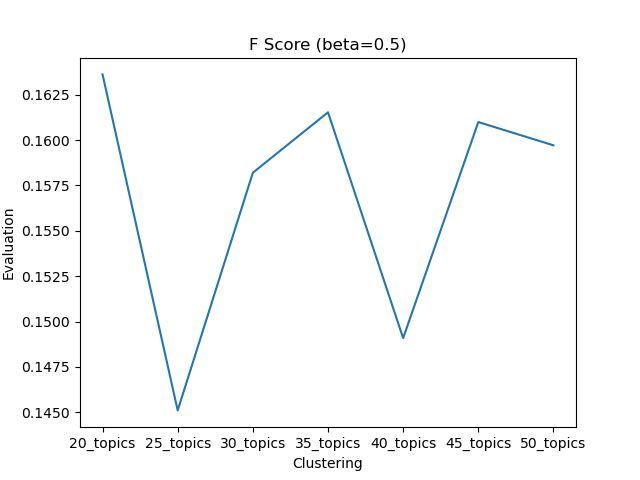 F Score (beta=0.5)
Evaluation
0.1625
0.1600
0.1575
0.1550
0.1525
0.1500
0.1475
0.1450
20_topics 25_topics 30_topics 35_topics 40_topics 45_topics 50_topics
Clustering